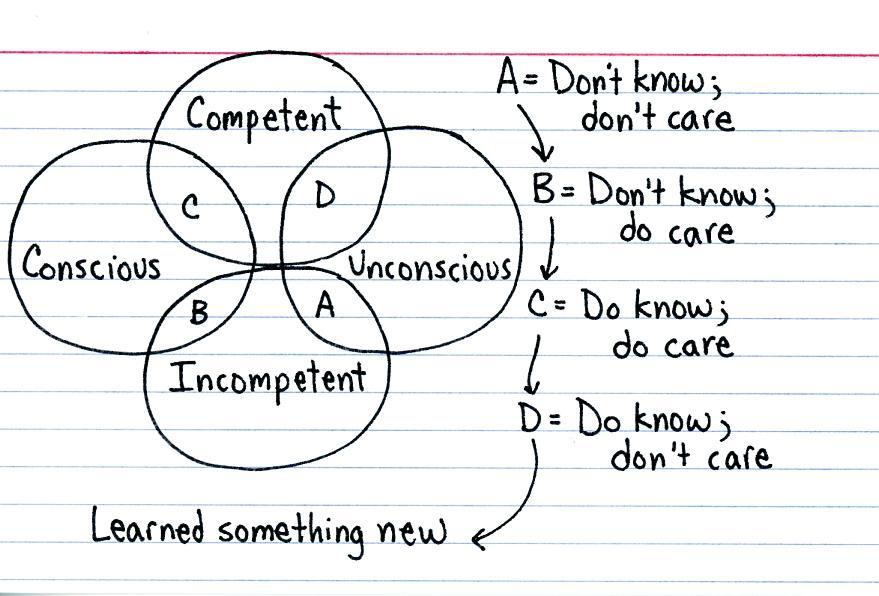 Competent
C
D
Conscious
Unconscious
B
A
Incompetent
A = Don't know;
don't care
B = Don't know;
do care
C = Do know;
do care
D = Do know;
don't care
Learned something new